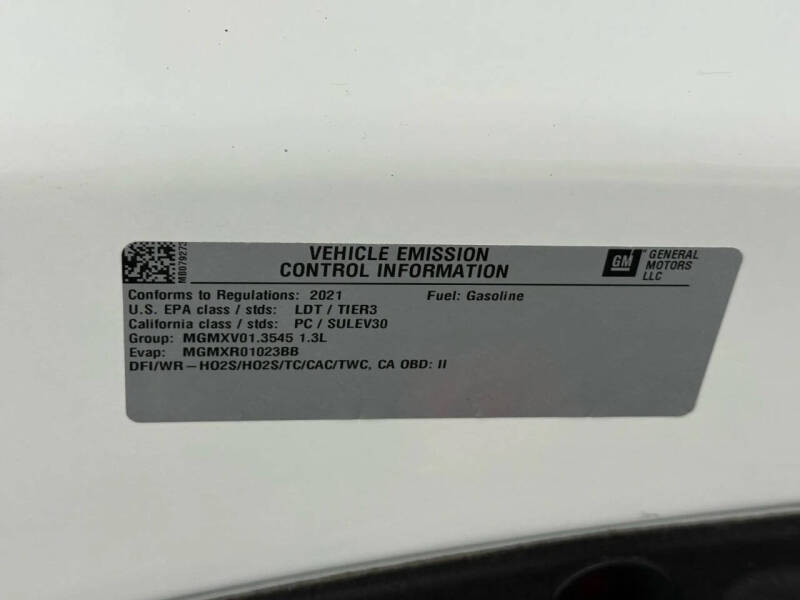 MB079273
VEHICLE EMISSION
CONTROL INFORMATION
GM
GENERAL
MOTORS
LLC
Conforms to Regulations: 2021 Fuel: Gasoline
U.S. EPA class / stds: LDT / TIER3
California class / stds: PC / SULEV30
Group: MGMXV01.3545 1.3L
Evap: MGMXR01023BB
DFI/WR-HO2S/HO2S/TC/CAC/TWC, CA OBD: II